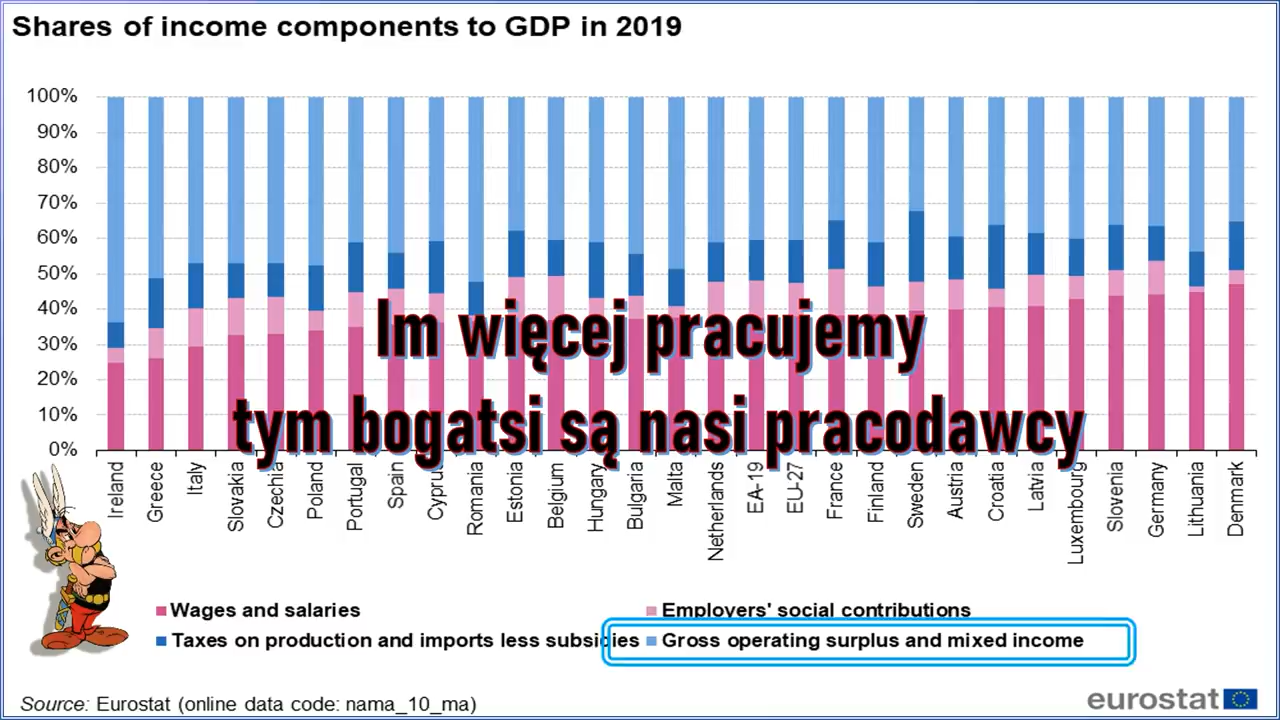 Shares of income components to GDP in 2019
100%
90%
80%
70%
60%
50%
40%
30%
20%
10%
0%
Im więcej pracujemy
tym bogatsi są nasi pracodawcy
Ireland
Greece
Italy
Slovakia
Czechia
Poland
Portugal
Spain
Cyprus
Romania
Estonia
Belgium
Hungary
Bulgaria
Malta
Netherlands
EA-19
EU-27
France
Finland
Sweden
Austria
Croatia
Latvia
Luxembourg
Slovenia
Germany
Lithuania
Denmark
Wages and salaries
Employers' social contributions
Taxes on production and imports less subsidies
Gross operating surplus and mixed income
Source: Eurostat (online data code: nama_10_ma)
eurostat